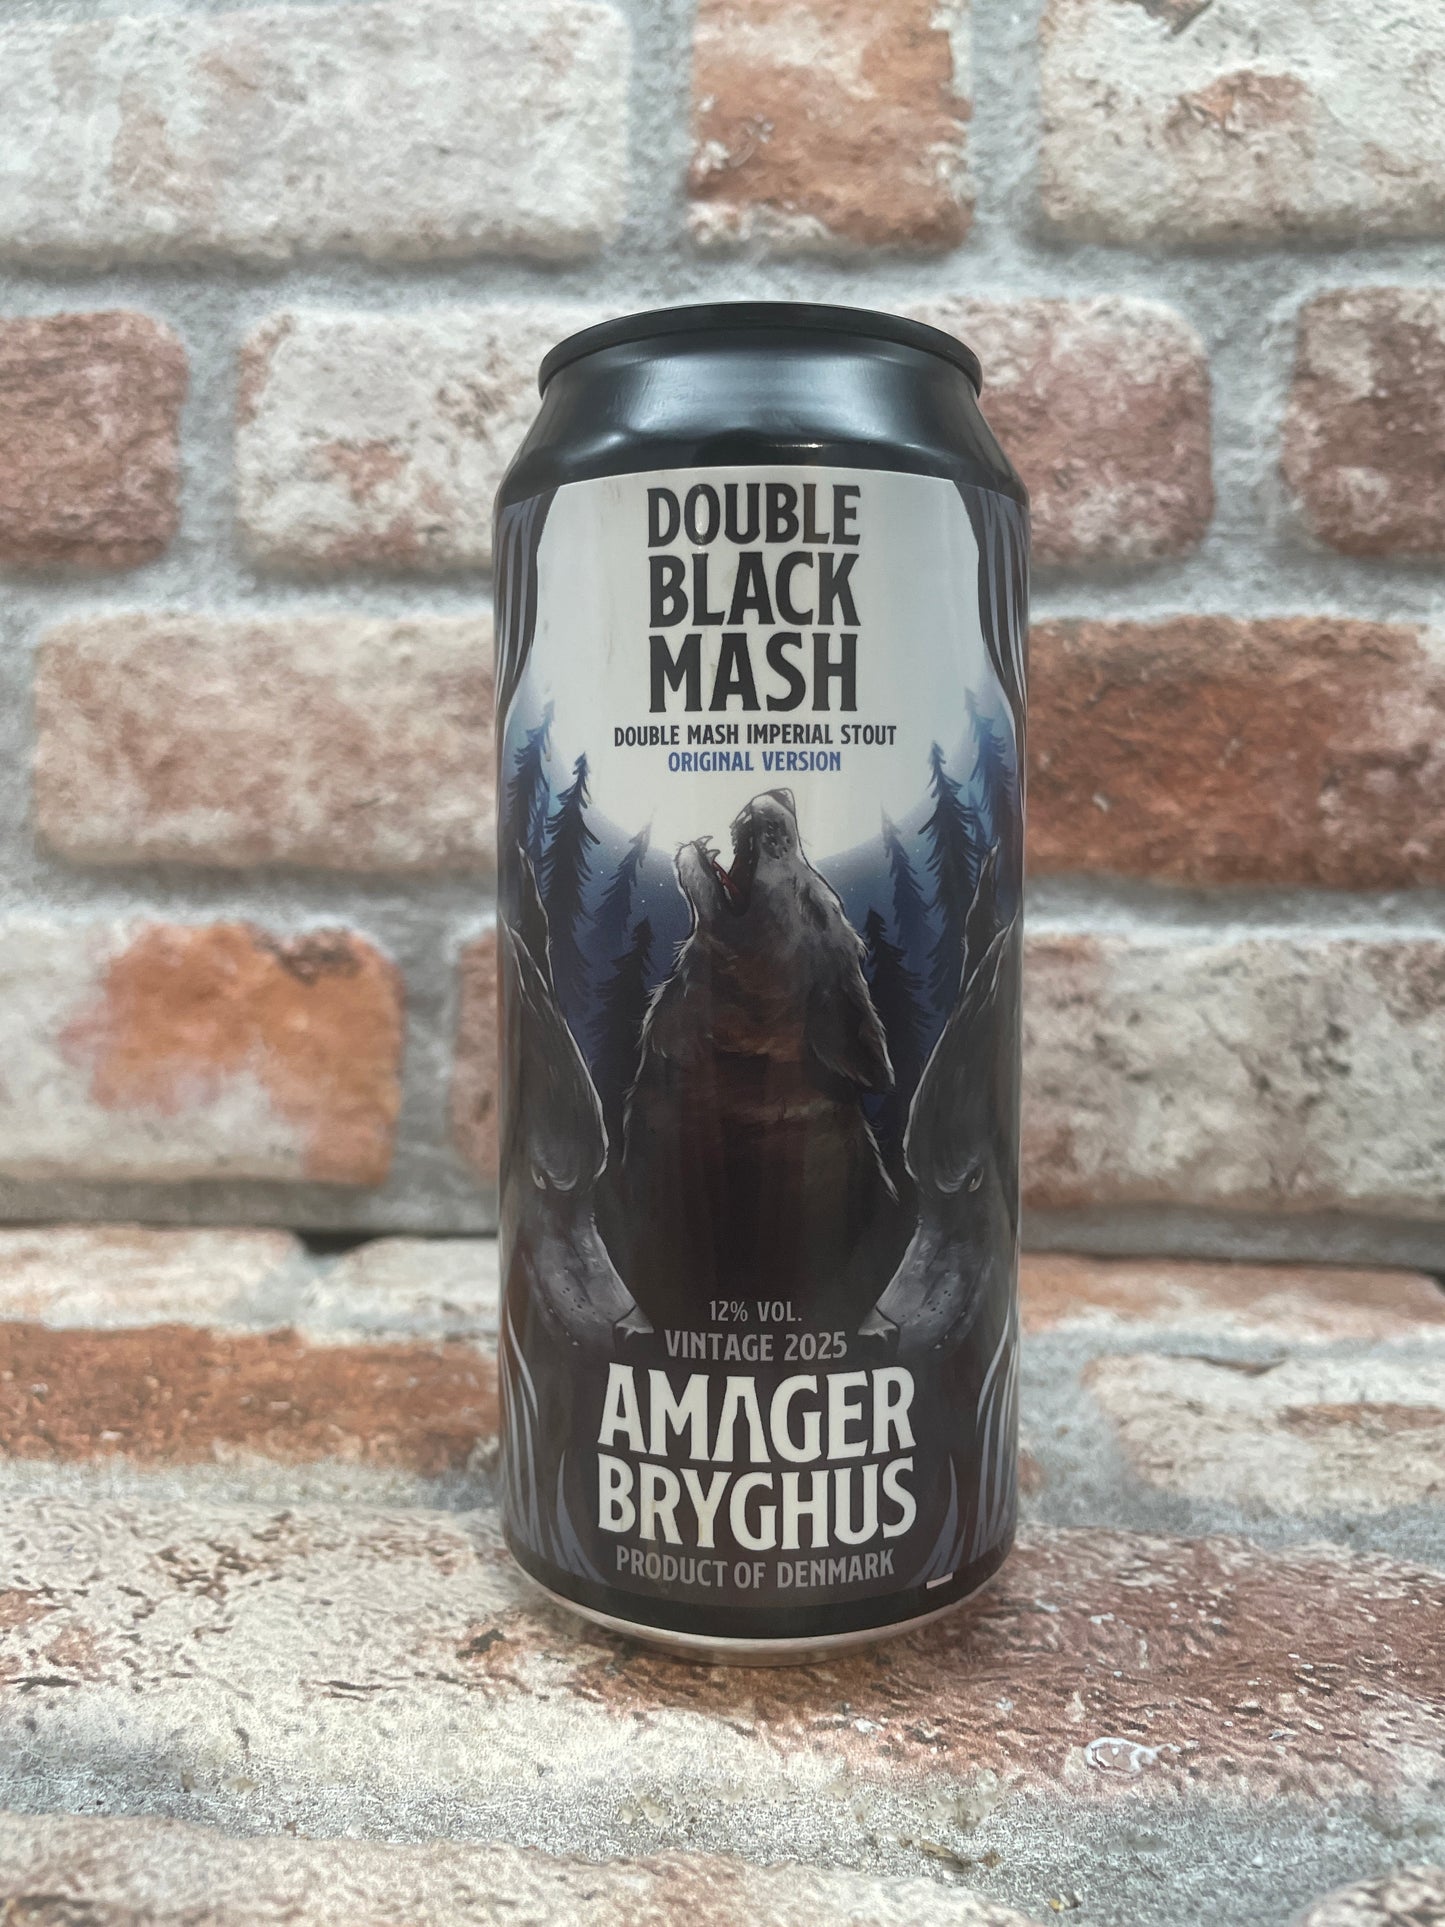 DOUBLE
BLACK
MASH
DOUBLE MASH IMPERIAL STOUT
ORIGINAL VERSION
12% VOL.
VINTAGE 2025
AMAGER
BRYGHUS
PRODUCT OF DENMARK